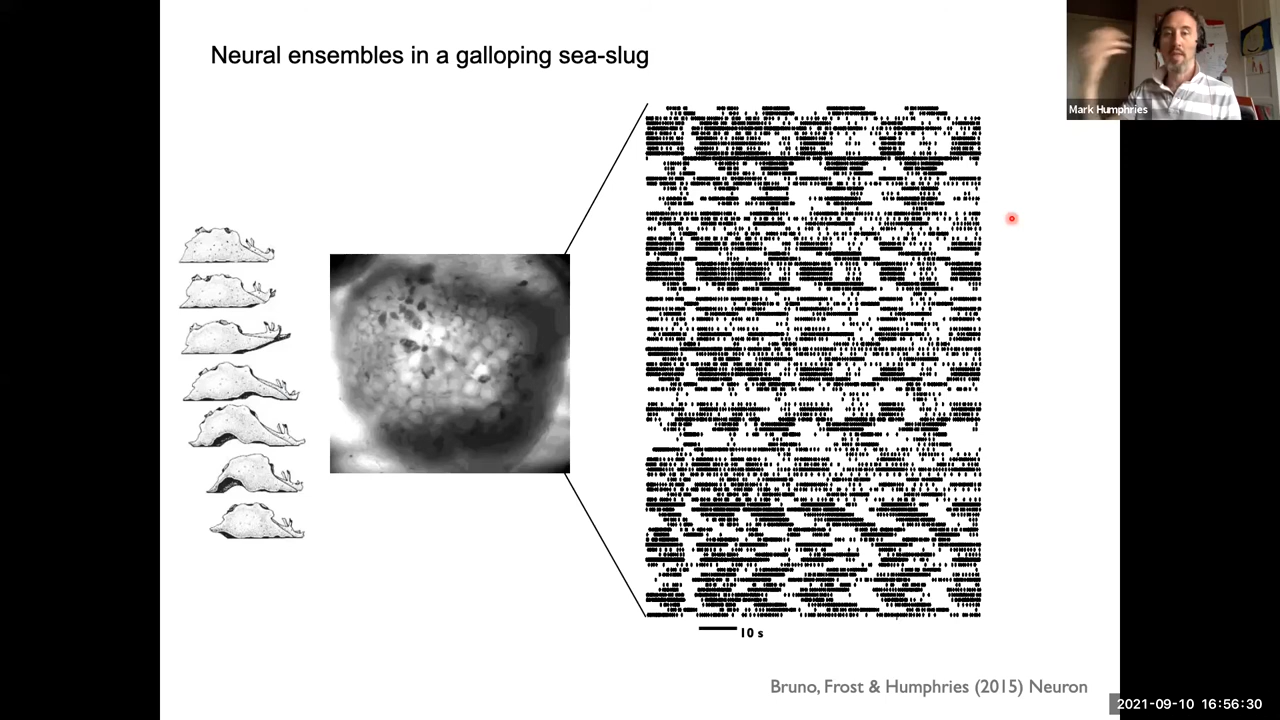 Neural ensembles in a galloping sea-slug
Mark Humphries
10 s
Bruno, Frost & Humphries (2015) Neuron
2021-09-10 16:56:30